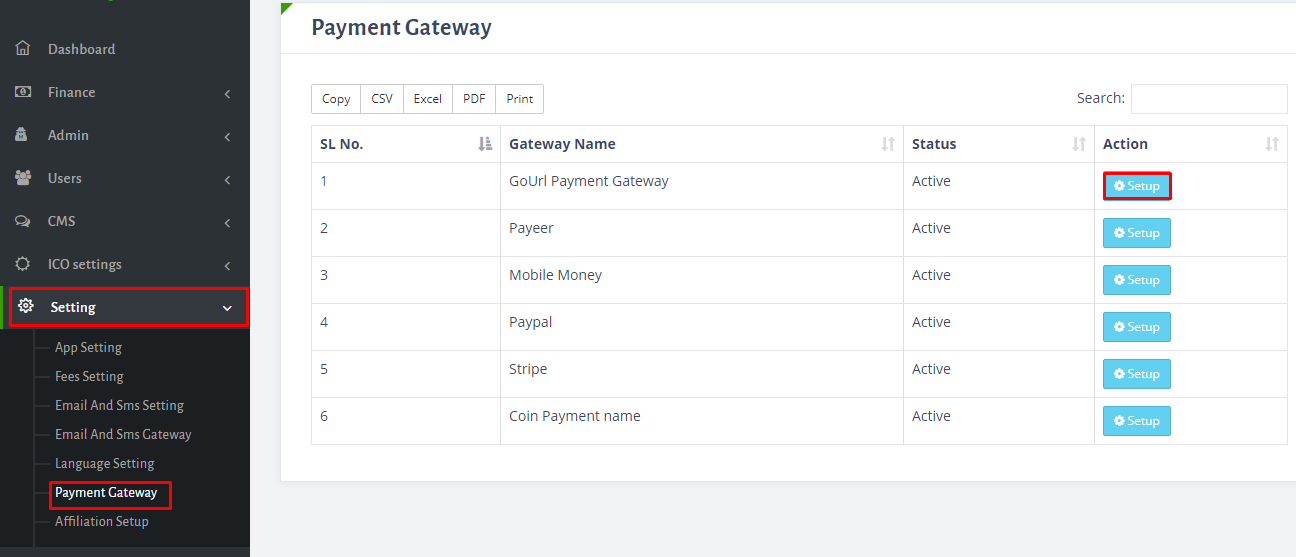 Dashboard
Finance
Admin
Users
CMS
ICO settings
Setting
App Setting
Fees Setting
Email And Sms Setting
Email And Sms Gateway
Language Setting
Payment Gateway
Affiliation Setup
Payment Gateway
Copy CSV Excel PDF Print Search:
SL No. Gateway Name Status Action
1 GoUrl Payment Gateway Active Setup
2 Payeer Active Setup
3 Mobile Money Active Setup
4 Paypal Active Setup
5 Stripe Active Setup
6 Coin Payment name Active Setup